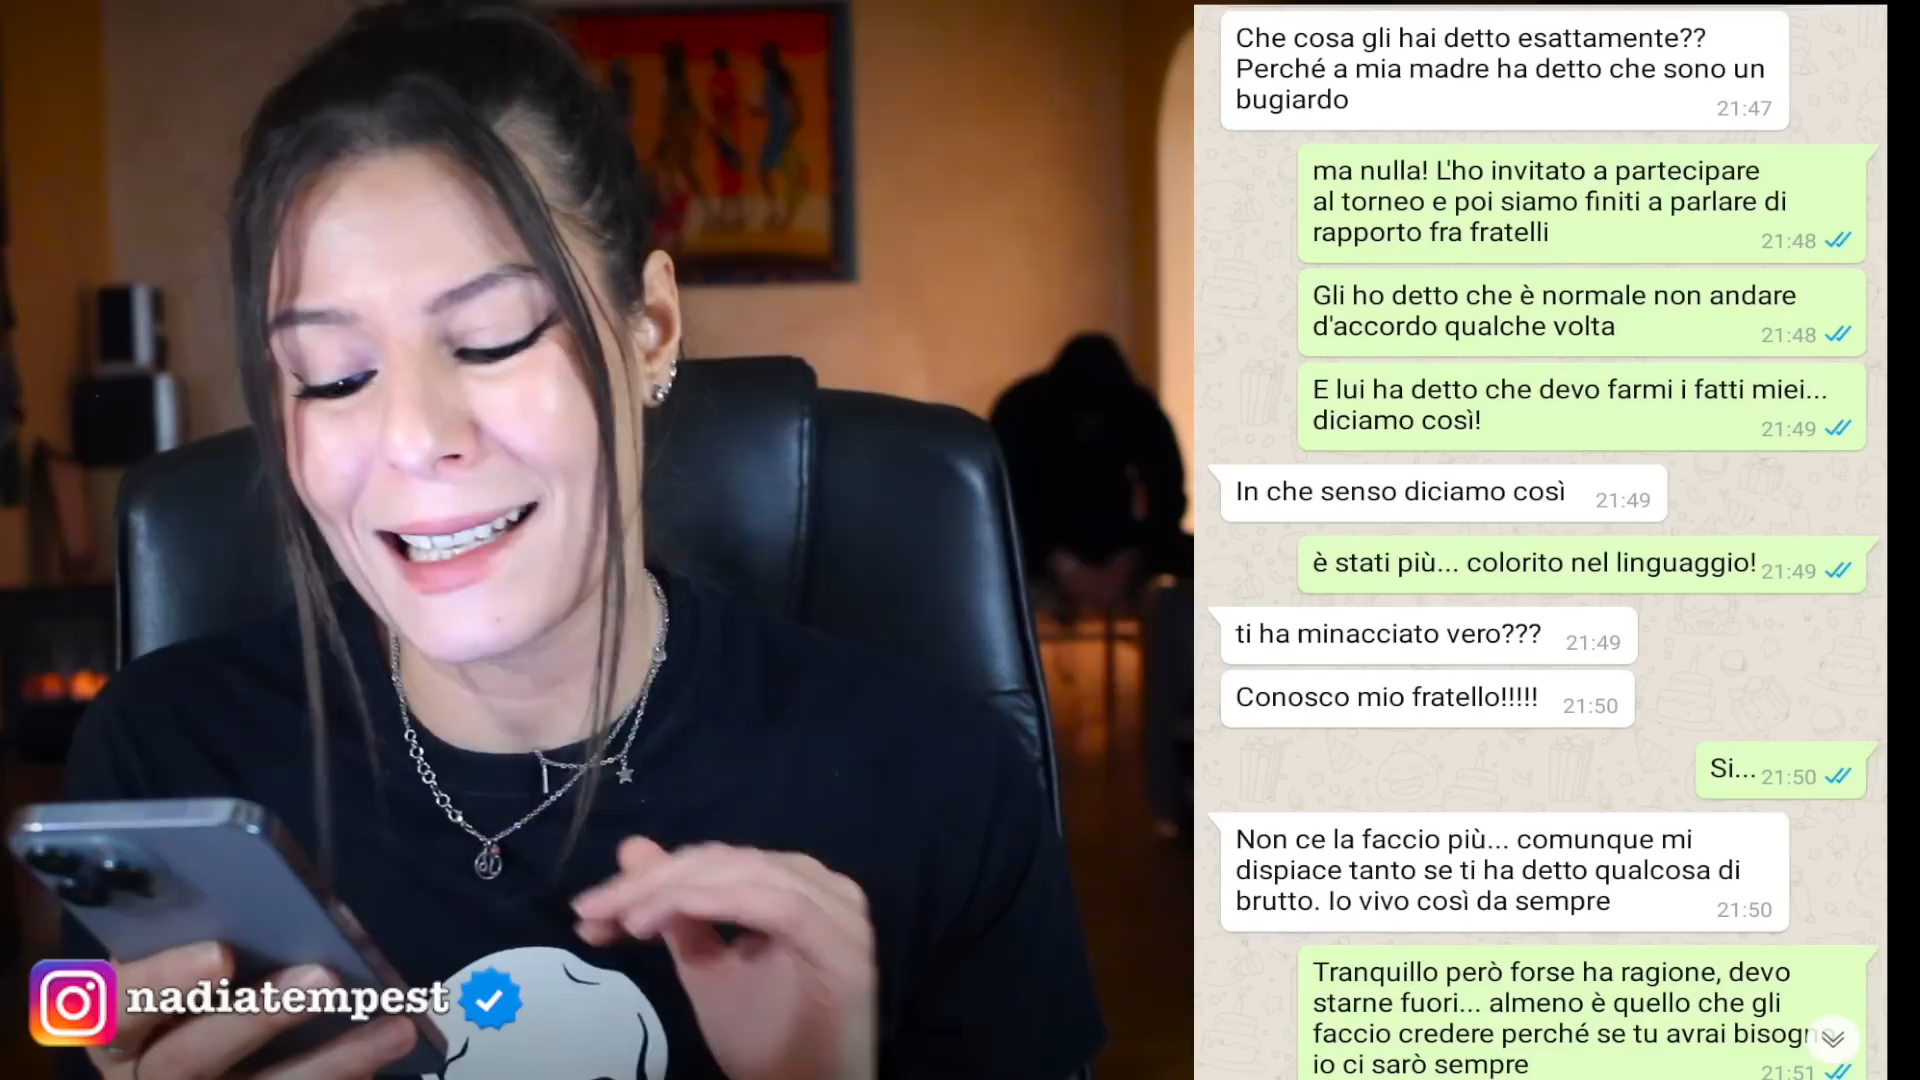 Che cosa gli hai detto esattamente??
Perché a mia madre ha detto che sono un
bugiardo
21:47
ma nulla! L'ho invitato a partecipare
al torneo e poi siamo finiti a parlare di
rapporto fra fratelli
21:48
Gli ho detto che è normale non andare
d'accordo qualche volta
21:48
E lui ha detto che devo farmi i fatti miei...
diciamo così!
21:49
In che senso diciamo così
21:49
è stati più... colorito nel linguaggio!
21:49
ti ha minacciato vero???
21:49
Conosco mio fratello!!!!!
21:50
Si...
21:50
Non ce la faccio più... comunque mi
dispiace tanto se ti ha detto qualcosa di
brutto. Io vivo così da sempre
21:50
Tranquillo però forse ha ragione, devo
starne fuori... almeno è quello che gli
faccio credere perché se tu avrai bisogn
io ci sarò sempre
21:51
nadiatempest